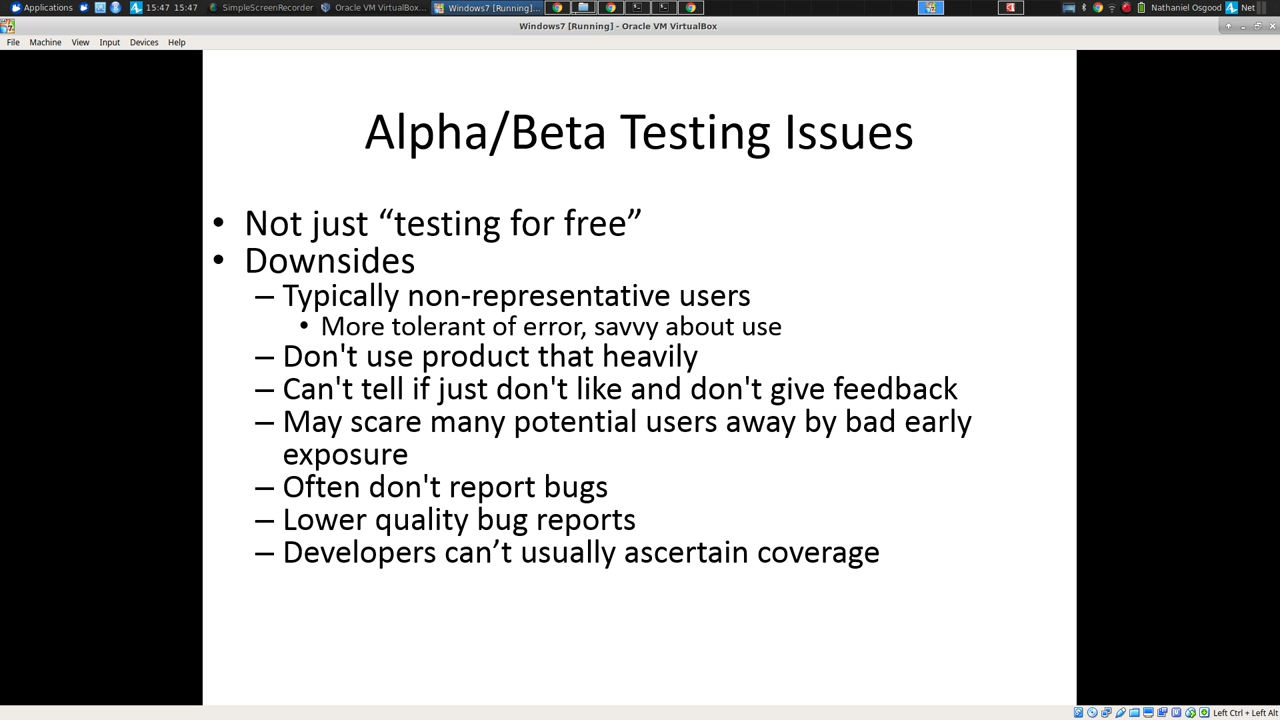 Applications
15:47 15:47
SimpleScreenRecorder
Oracle VM VirtualBox...
Windows7 [Running]...
Nathaniel Osgood
Net
Windows7 [Running] - Oracle VM VirtualBox
File Machine View Input Devices Help
Alpha/Beta Testing Issues
• Not just “testing for free”
• Downsides
– Typically non-representative users
• More tolerant of error, savvy about use
– Don't use product that heavily
– Can't tell if just don't like and don't give feedback
– May scare many potential users away by bad early
exposure
– Often don't report bugs
– Lower quality bug reports
– Developers can’t usually ascertain coverage
Left Ctrl + Left Alt